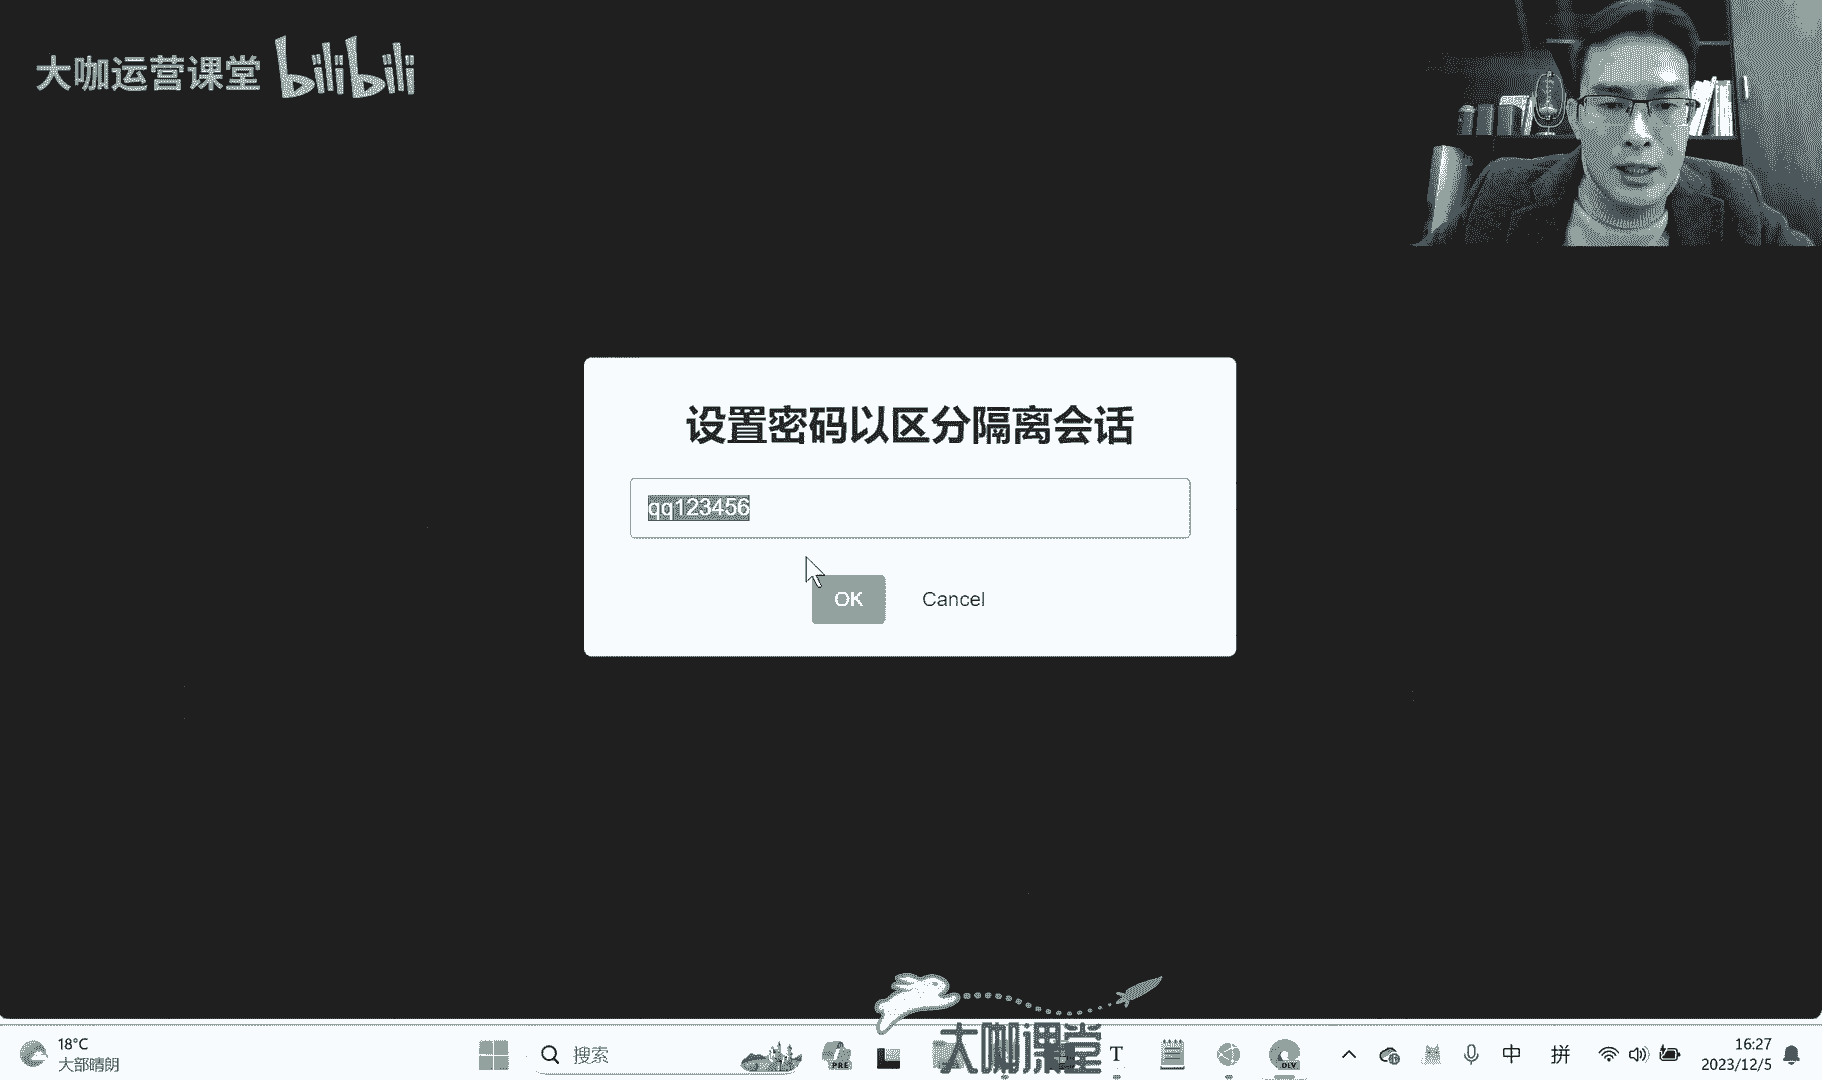 大咖运营课堂 bilibili
设置密码以区分隔离会话
qq123456
OK Cancel
大咖课堂
18°C
大部晴朗
搜索
PRE
T
DEV
中
拼
16:27
2023/12/5